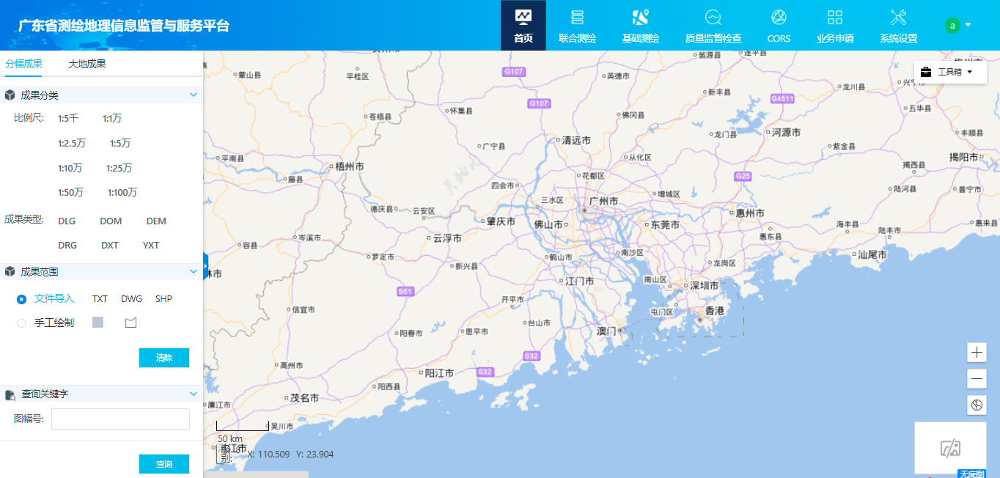 广东省测绘地理信息监管与服务平台
首页
联合测绘
基础测绘
质量监管检查
CORS
业务申请
系统设置
a
分幅成果 大地成果
成果分类
比例尺: 1:5千 1:1万
1:2.5万 1:5万
1:10万 1:25万
1:50万 1:100万
成果类型: DLG DOM DEM
DRG DXT YXT
成果范围
文件导入 TXT DWG SHP
手工绘制
清除
查询关键字
图幅号:
查询
工具箱
蒙山县
平桂区
G107
英德市
翁源县
连平县
龙川县
兴宁
G107
新丰县
G4511
苍梧县
怀集县
佛冈县
五华县
龙门县
河源市
丰顺县
清远市
广宁县
紫金县
平南县
梧州市
从化区
揭西县
揭阳市
藤县
花都区
G25
四会市
三水区
广州市
增城区
陆河县
普宁市
德庆县
云安区
肇庆市
佛山市
东莞市
惠州市
海丰县
陆丰市
惠来县
容县
岑溪市
云浮市
惠东县
罗定市
新兴县
鹤山市
南沙区
龙岗区
汕尾市
林市
S51
江门市
南山区
深圳市
开平市
屯门区
香港
信宜市
台山市
澳门
阳春市
恩平市
高州市
S32
S32
阳江市
阳西县
茂名市
廉江市
吴川市
50 km
湛江市
别:
X: 110.509 Y: 23.904
无底图